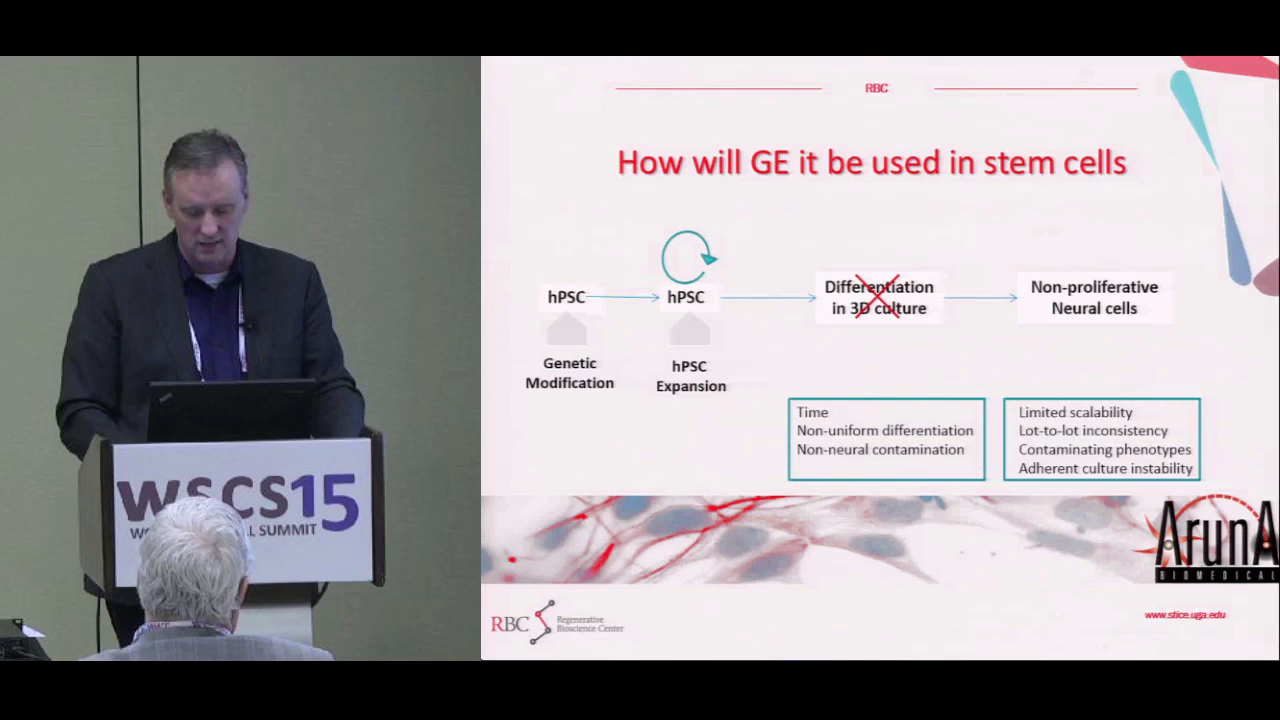 RBC
How will GE it be used in stem cells
hPSC
hPSC
Differentiation
in 3D culture
Non-proliferative
Neural cells
Genetic
Modification
hPSC
Expansion
Time
Non-uniform differentiation
Non-neural contamination
Limited scalability
Lot-to-lot inconsistency
Contaminating phenotypes
Adherent culture instability
WSCS15
SUMMIT
ArunA
BIOMEDICAL
RBC
Regenerative
Bioscience Center
www.stice.uga.edu